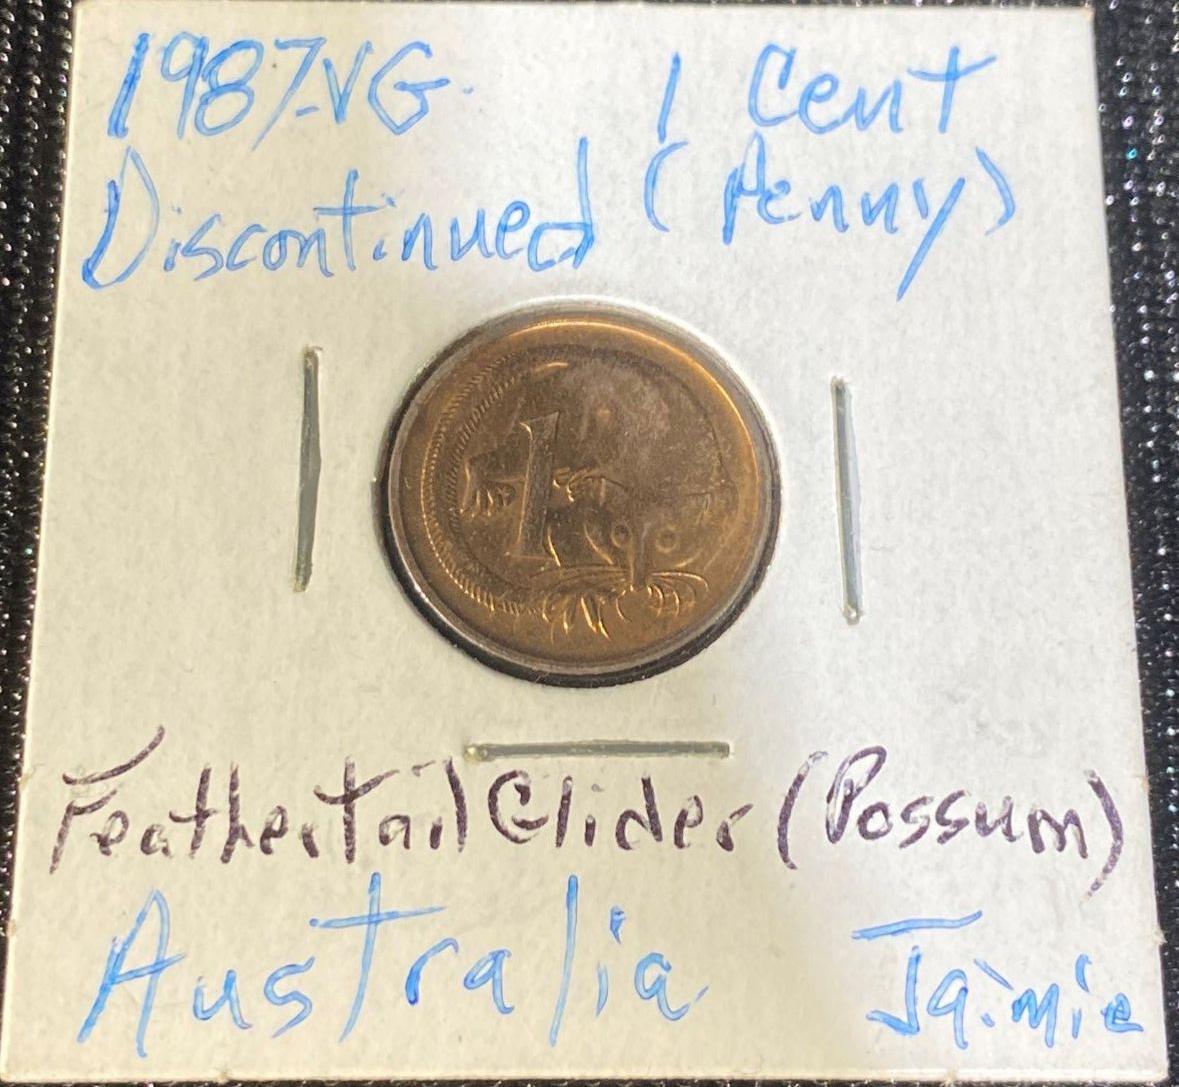 1987-VG. 1 Cent
Discontinued (Penny)
1
Feathertail Glider (Possum)
Australia Jaimie